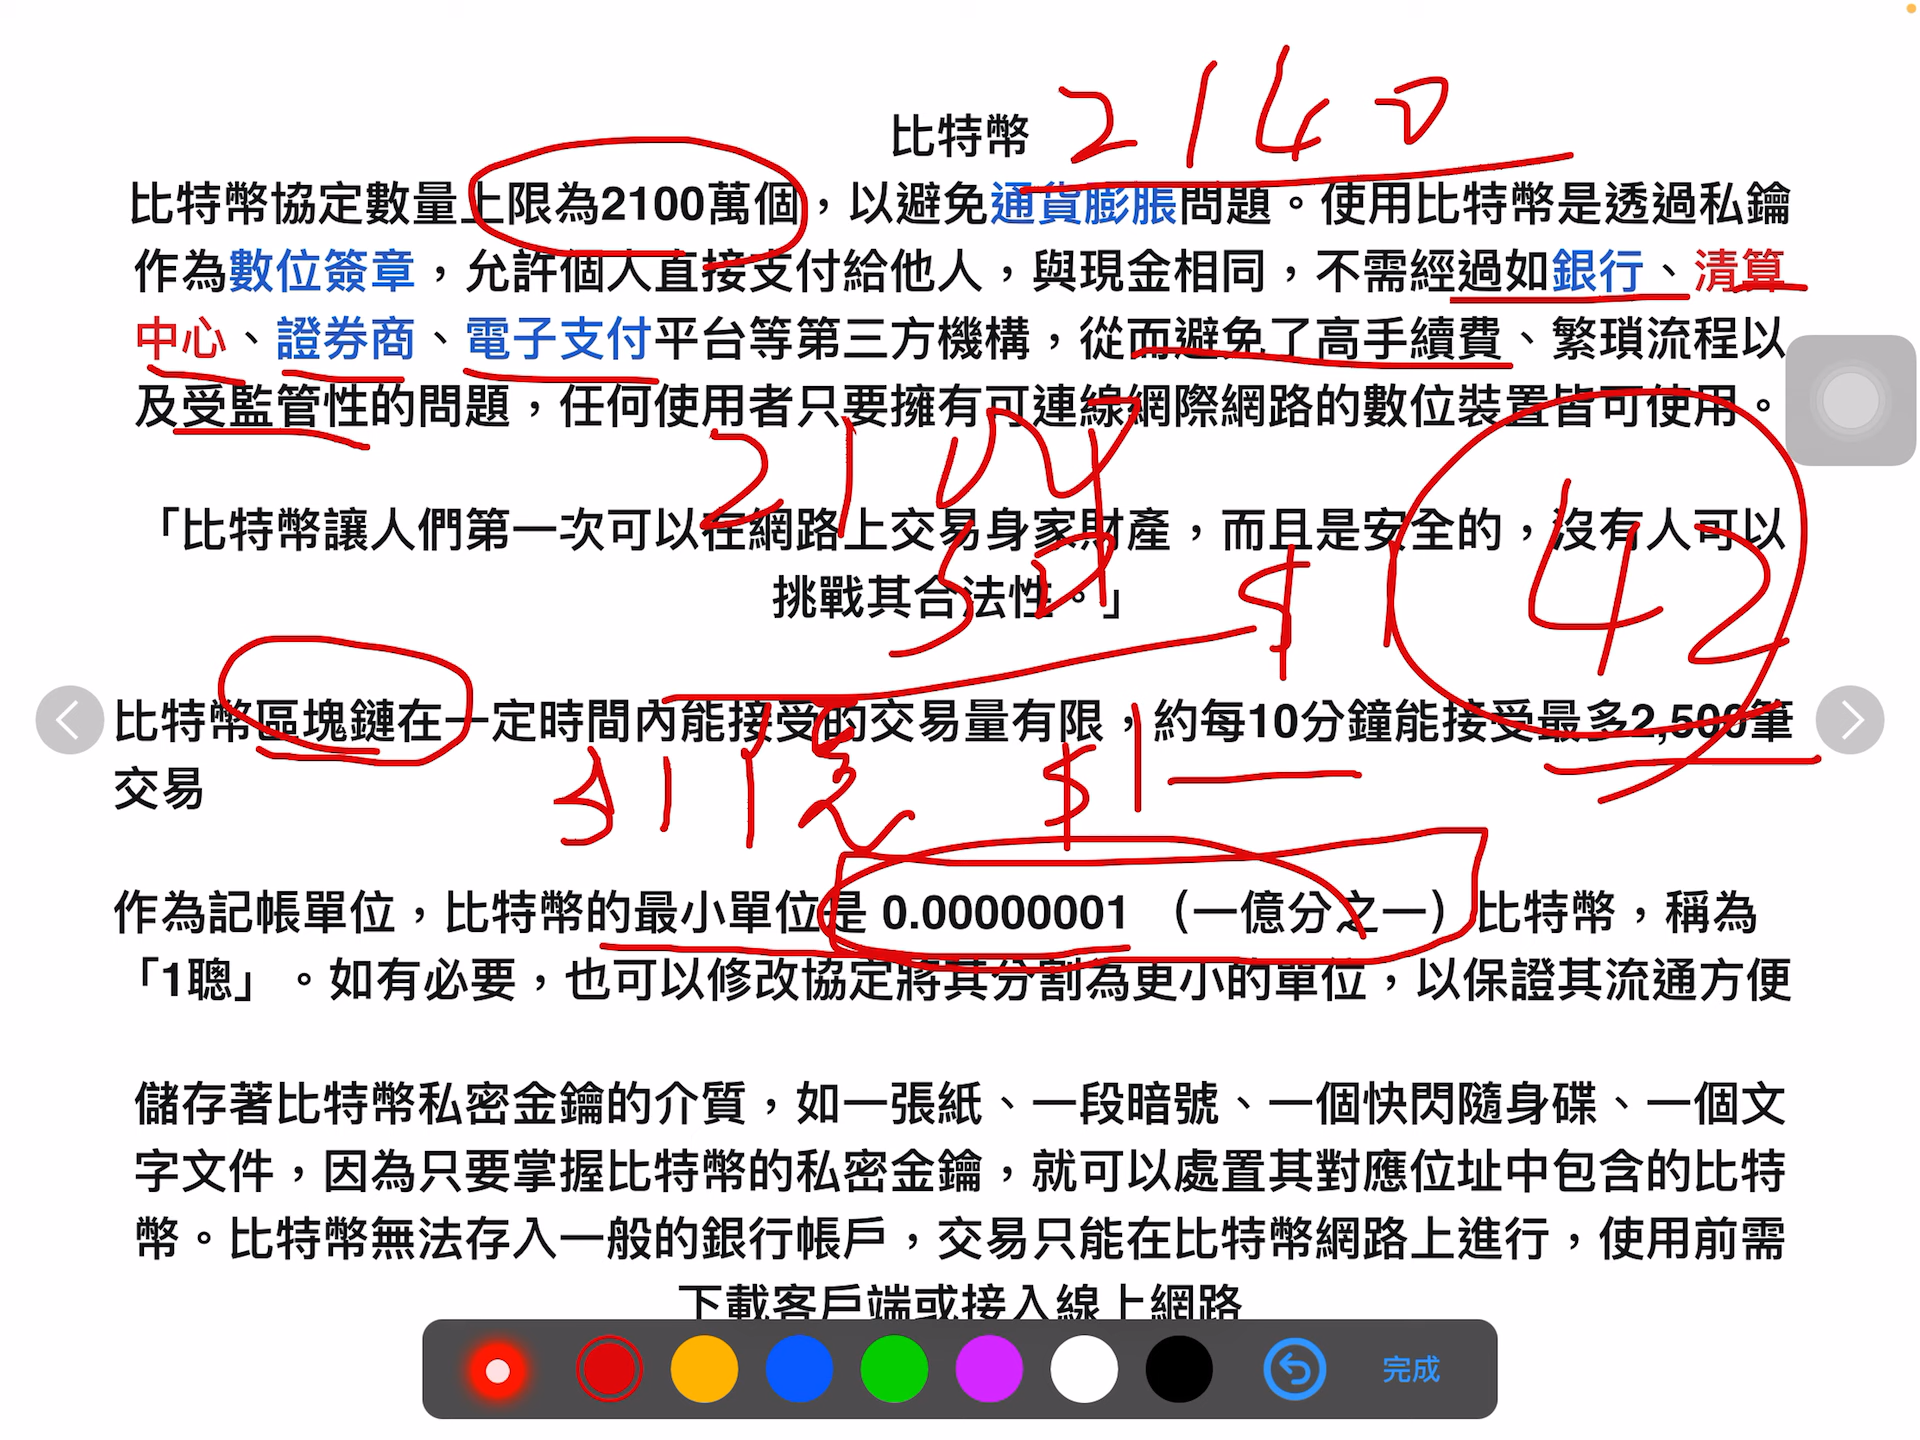 比特幣 2140
比特幣協定數量上限為2100萬個，以避免通貨膨脹問題。使用比特幣是透過私鑰
作為數位簽章，允許個人直接支付給他人，與現金相同，不需經過如銀行、清算
中心、證券商、電子支付平台等第三方機構，從而避免了高手續費、繁瑣流程以
及受監管性的問題，任何使用者只要擁有可連線網際網路的數位裝置皆可使用。
「比特幣讓人們第一次可以在網路上交易身家財產，而且是安全的，沒有人可以
挑戰其合法性。」
42
比特幣區塊鏈在一定時間內能接受的交易量有限，約每10分鐘能接受最多2,500筆
交易
$1
作為記帳單位，比特幣的最小單位是 0.00000001 （一億分之一）比特幣，稱為
「1聰」。如有必要，也可以修改協定將其分割為更小的單位，以保證其流通方便
儲存著比特幣私密金鑰的介質，如一張紙、一段暗號、一個快閃隨身碟、一個文
字文件，因為只要掌握比特幣的私密金鑰，就可以處置其對應位址中包含的比特
幣。比特幣無法存入一般的銀行帳戶，交易只能在比特幣網路上進行，使用前需
下載客戶端或接入線上網路
完成